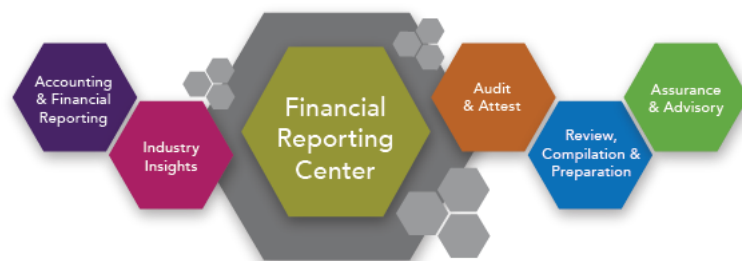 Accounting
& Financial
Reporting
Industry
Insights
Financial
Reporting
Center
Audit
& Attest
Review,
Compilation &
Preparation
Assurance
& Advisory